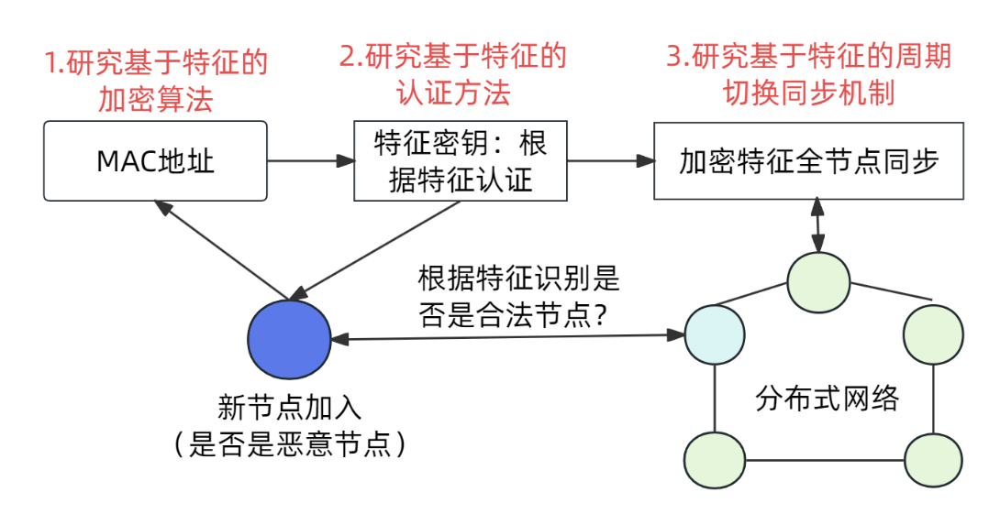 1.研究基于特征的
加密算法
2.研究基于特征的
认证方法
3.研究基于特征的周期
切换同步机制
MAC地址
特征密钥：根
据特征认证
加密特征全节点同步
根据特征识别是
否是合法节点？
新节点加入
（是否是恶意节点）
分布式网络